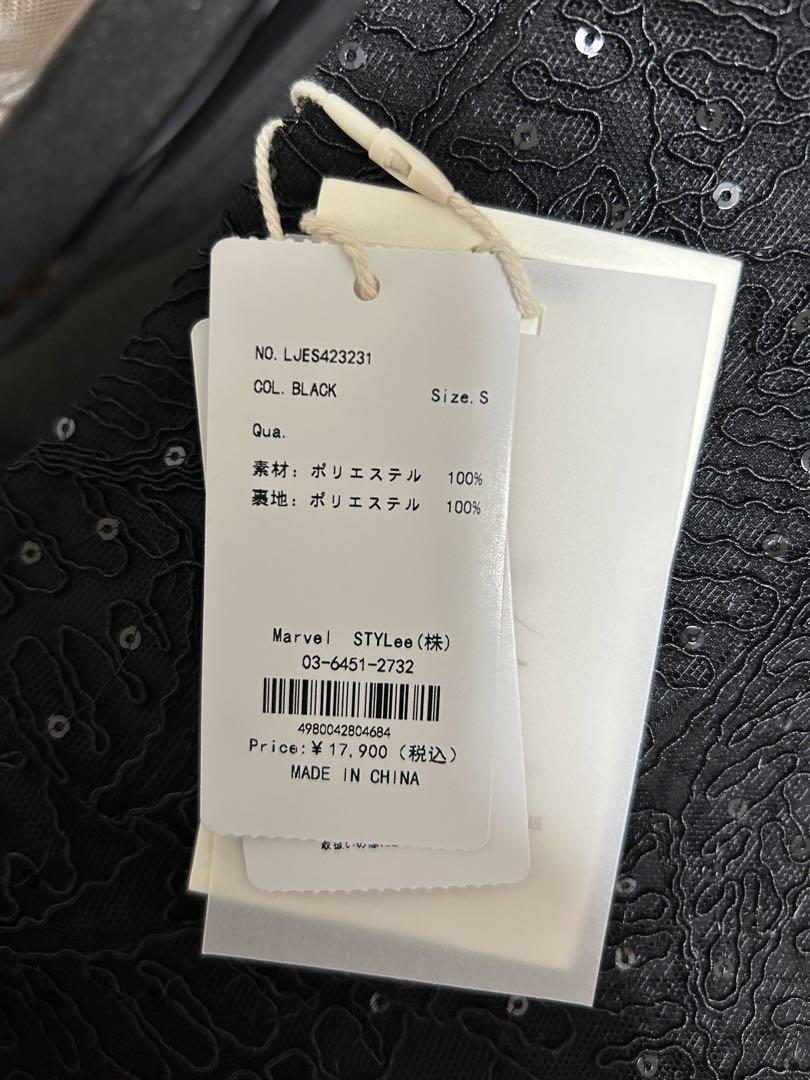 NO. LJES423231
COL. BLACK Size. S
Qua.
素材: ポリエステル 100%
裏地: ポリエステル 100%
Marvel STYLee(株)
03-6451-2732
4980042804684
Price:¥17,900 (税込)
MADE IN CHINA